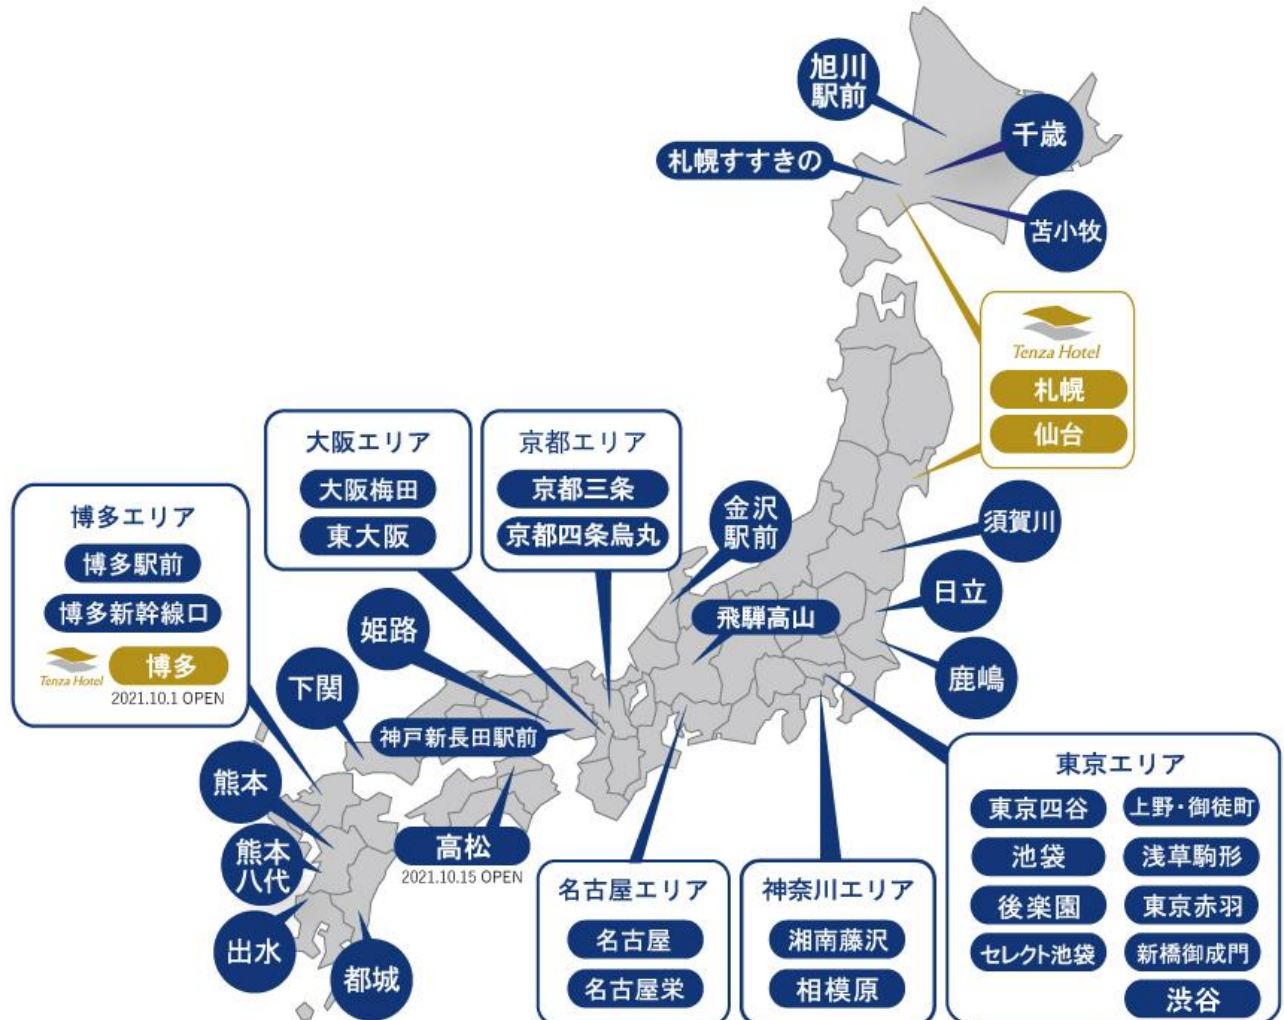 旭川
駅前
千歳
札幌すすきの
苫小牧
Tenza Hotel
札幌
仙台
大阪エリア
大阪梅田
東大阪
京都エリア
京都三条
京都四条烏丸
金沢
駅前
須賀川
博多エリア
博多駅前
博多新幹線口
Tenza Hotel
博多
2021.10.1 OPEN
日立
飛騨高山
姫路
鹿嶋
下関
神戸新長田駅前
熊本
高松
2021.10.15 OPEN
熊本
八代
出水
都城
名古屋エリア
名古屋
名古屋栄
神奈川エリア
湘南藤沢
相模原
東京エリア
東京四谷
上野・御徒町
池袋
浅草駒形
後楽園
東京赤羽
セレクト池袋
新橋御成門
渋谷